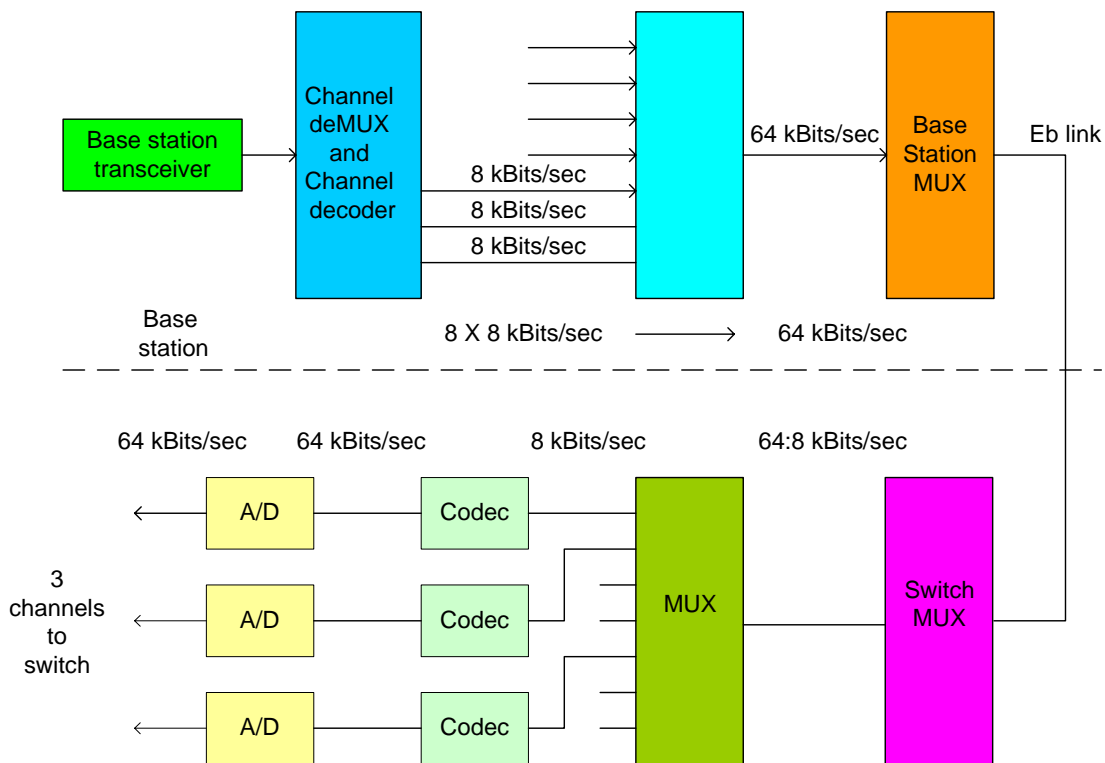 Base station
transceiver
Channel
deMUX
and
Channel
decoder
8 kBits/sec
8 kBits/sec
8 kBits/sec
64 kBits/sec
Base
Station
MUX
Eb link
Base
station
8 X 8 kBits/sec
64 kBits/sec
64 kBits/sec
64 kBits/sec
8 kBits/sec
64:8 kBits/sec
A/D
Codec
A/D
Codec
A/D
Codec
3
channels
to
switch
MUX
Switch
MUX